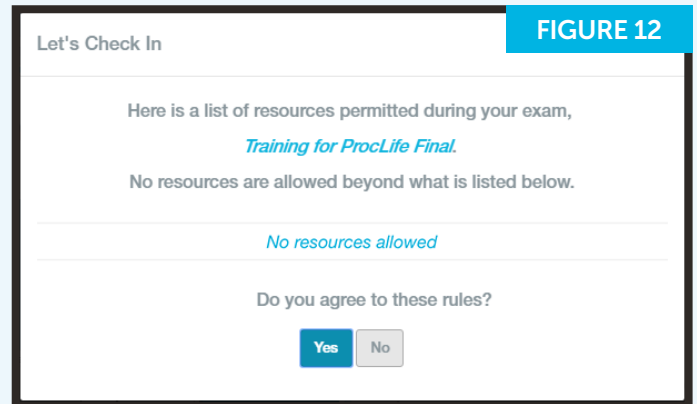 FIGURE 12
Let's Check In
Here is a list of resources permitted during your exam,
Training for ProcLife Final.
No resources are allowed beyond what is listed below.
No resources allowed
Do you agree to these rules?
Yes No